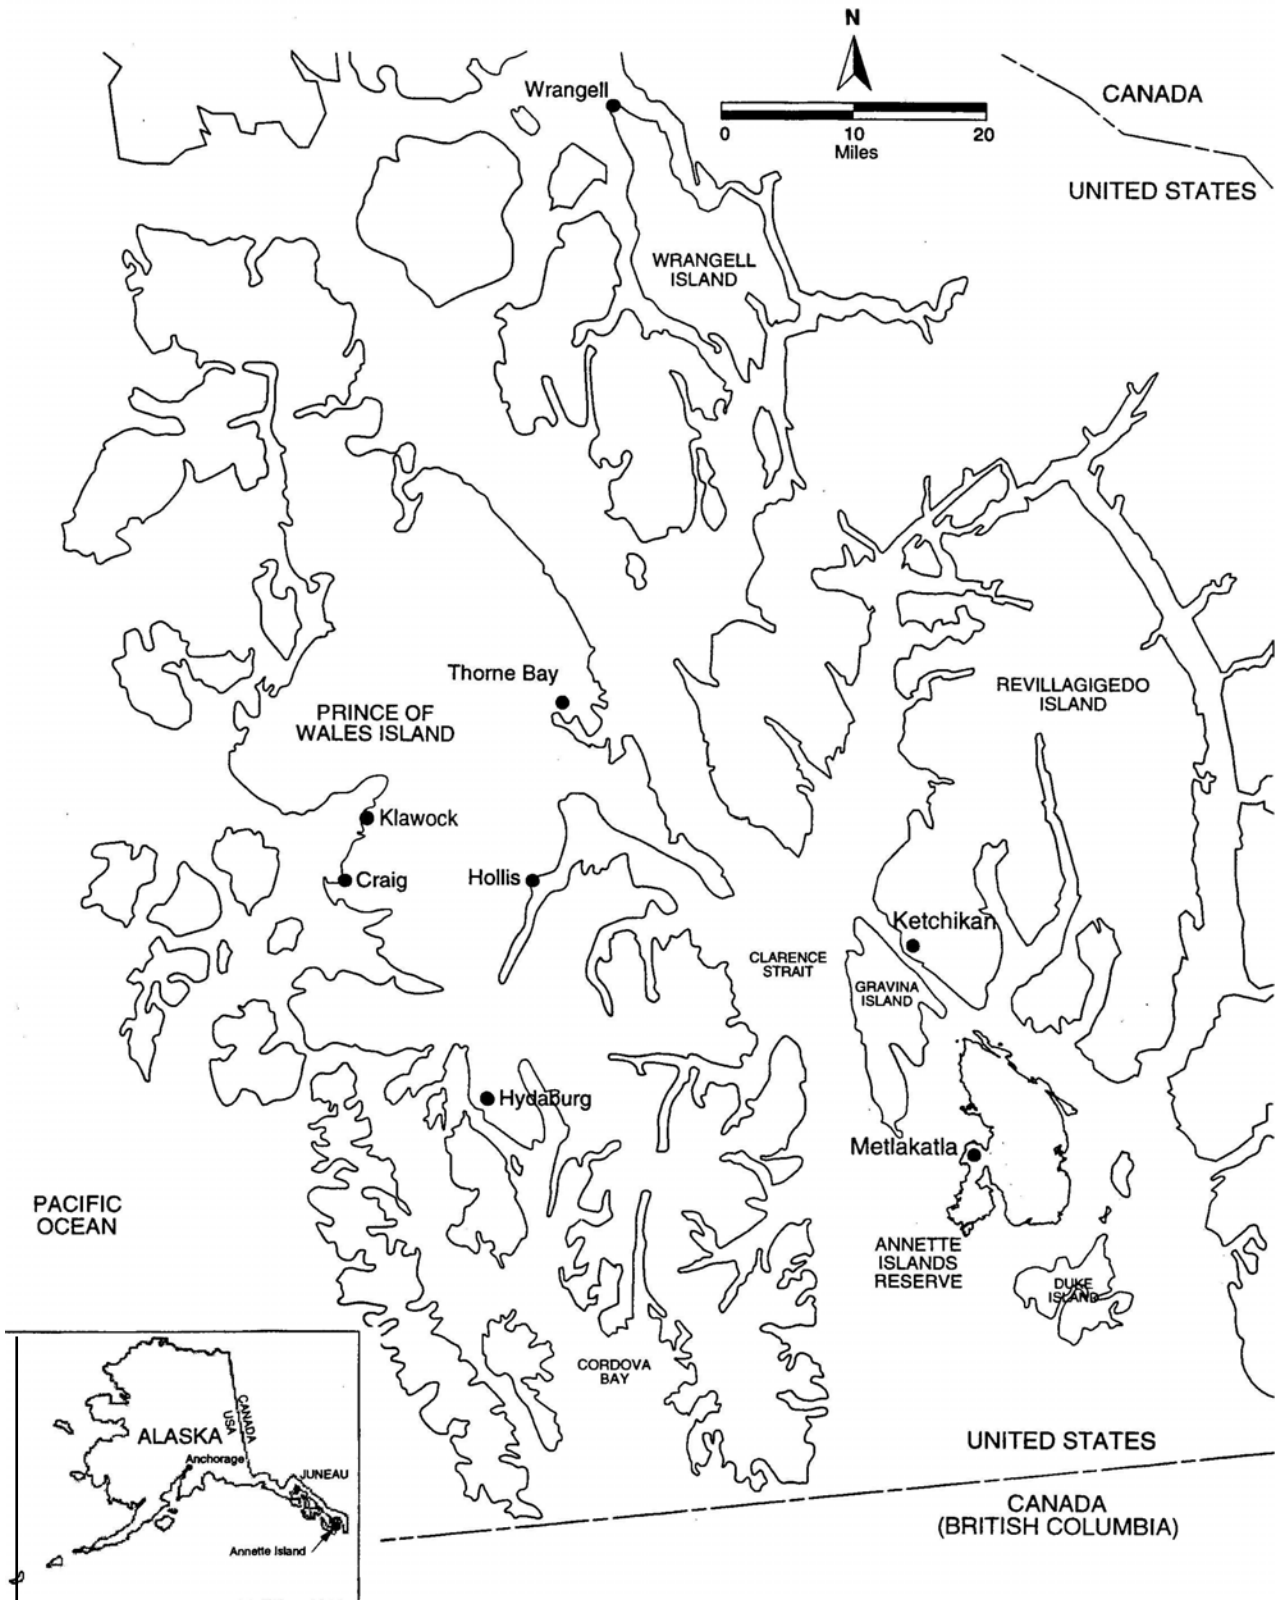 N
Wrangell
0 10 20
Miles
CANADA
UNITED STATES
WRANGELL
ISLAND
Thorne Bay
PRINCE OF
WALES ISLAND
REVILLAGIGEDO
ISLAND
Klawock
Craig
Hollis
Ketchikan
CLARENCE
STRAIT
GRAVINA
ISLAND
Hydaburg
Metlakatla
PACIFIC
OCEAN
ANNETTE
ISLANDS
RESERVE
DUKE
ISLAND
CORDOVA
BAY
UNITED STATES
CANADA
(BRITISH COLUMBIA)
CANADA
USA
ALASKA
Anchorage
JUNEAU
Annette Island